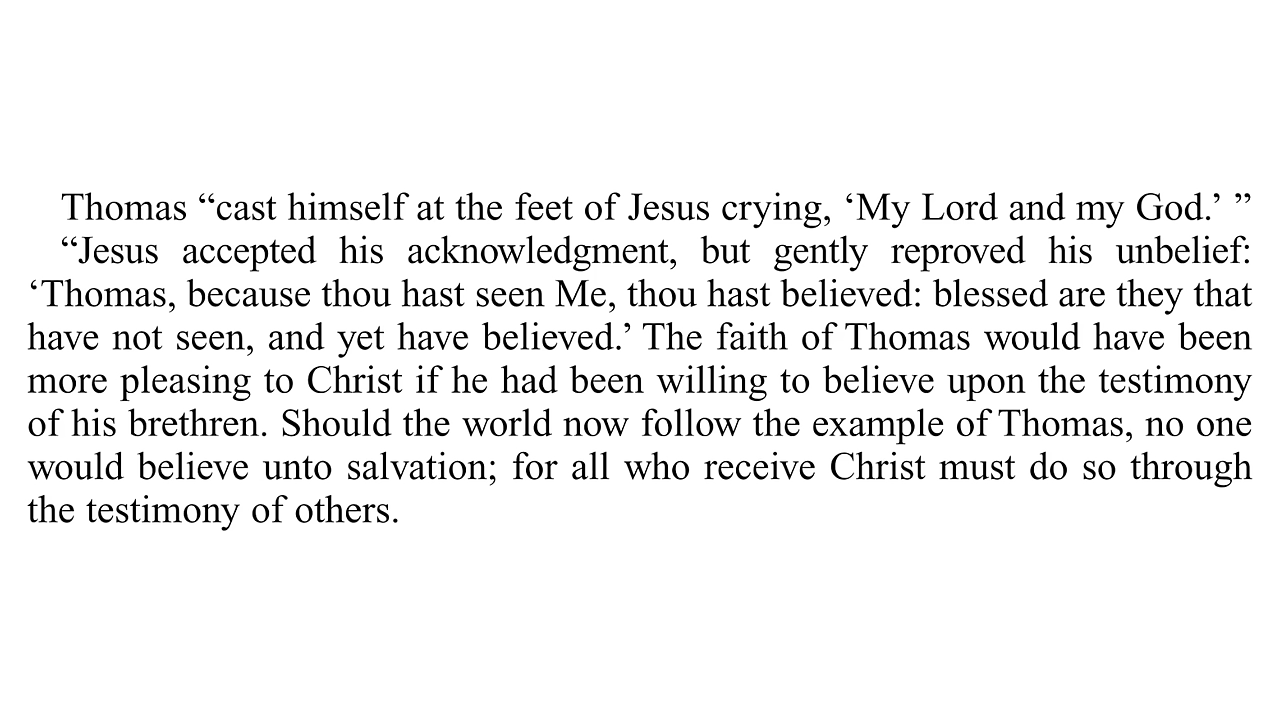 Thomas “cast himself at the feet of Jesus crying, ‘My Lord and my God.’ ”
“Jesus accepted his acknowledgment, but gently reproved his unbelief:
‘Thomas, because thou hast seen Me, thou hast believed: blessed are they that
have not seen, and yet have believed.’ The faith of Thomas would have been
more pleasing to Christ if he had been willing to believe upon the testimony
of his brethren. Should the world now follow the example of Thomas, no one
would believe unto salvation; for all who receive Christ must do so through
the testimony of others.